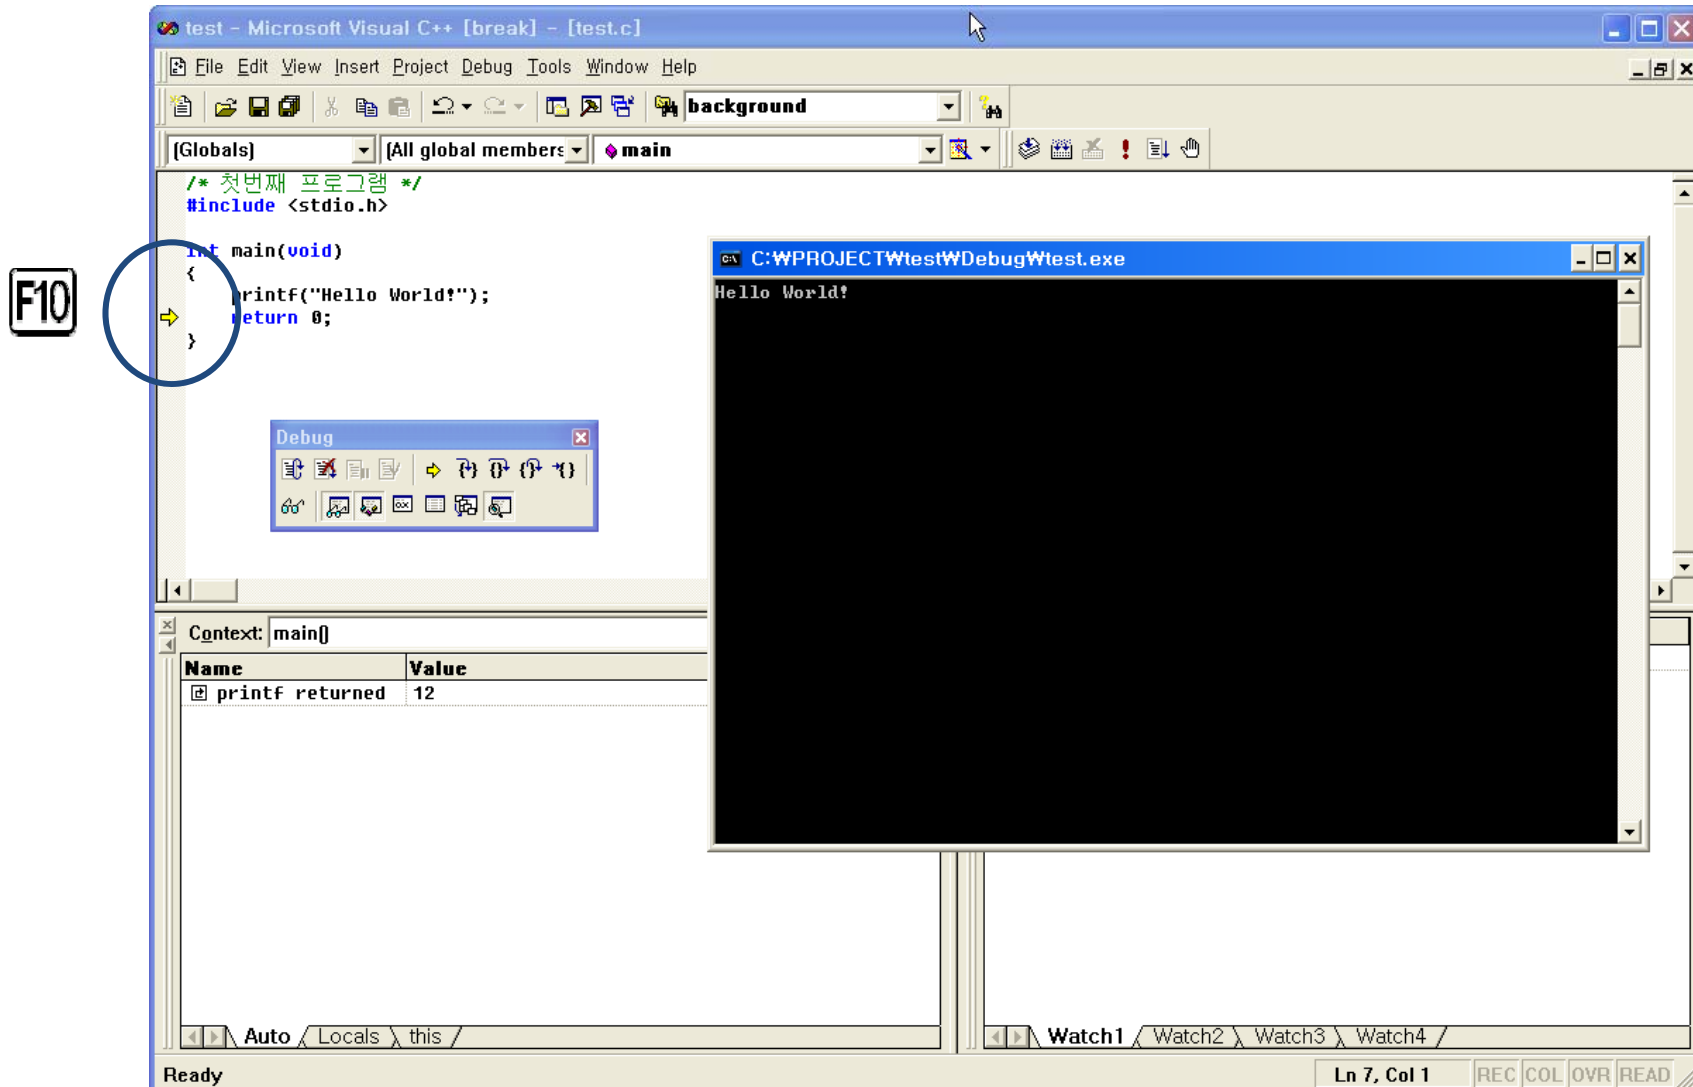 test - Microsoft Visual C++ [break] - [test.c]
File Edit View Insert Project Debug Tools Window Help
background
(Globals) (All global members main
/* 첫번째 프로그램 */
#include <stdio.h>
int main(void)
{
printf("Hello World!");
return 0;
}
F10
C:₩PROJECT₩test₩Debug₩test.exe
Hello World!
Debug
Context: main()
Name Value
printf returned 12
Auto Locals this
Watch1 Watch2 Watch3 Watch4
Ready
Ln 7, Col 1 REC COL OVR READ